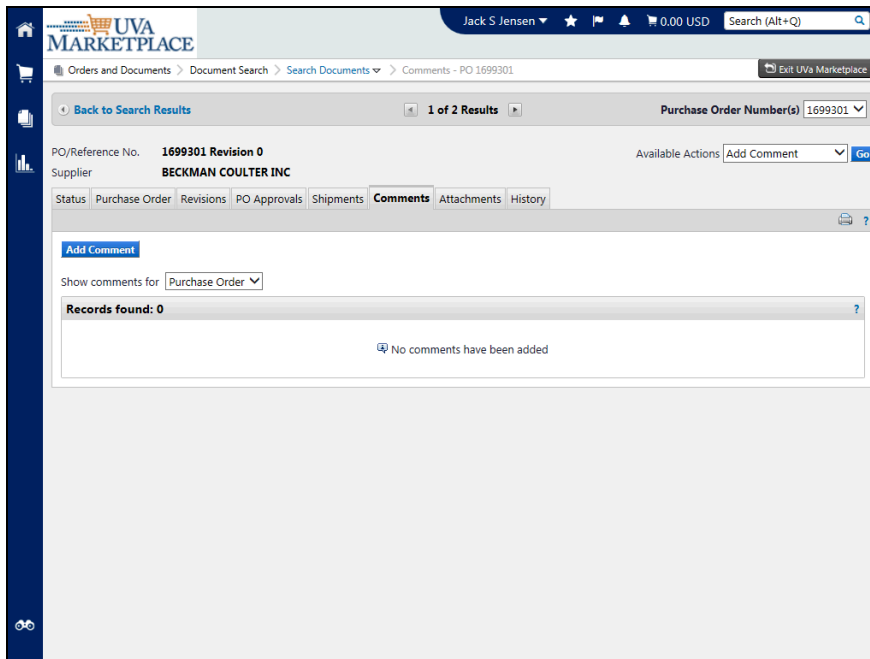 UVA
MARKETPLACE
Jack S Jensen
0.00 USD
Search (Alt+Q)
Orders and Documents > Document Search > Search Documents > Comments - PO 1699301
Exit UVa Marketplace
Back to Search Results
1 of 2 Results
Purchase Order Number(s) 1699301
PO/Reference No. 1699301 Revision 0
Available Actions Add Comment Go
Supplier BECKMAN COULTER INC
Status Purchase Order Revisions PO Approvals Shipments Comments Attachments History
?
Add Comment
Show comments for Purchase Order
Records found: 0 ?
No comments have been added